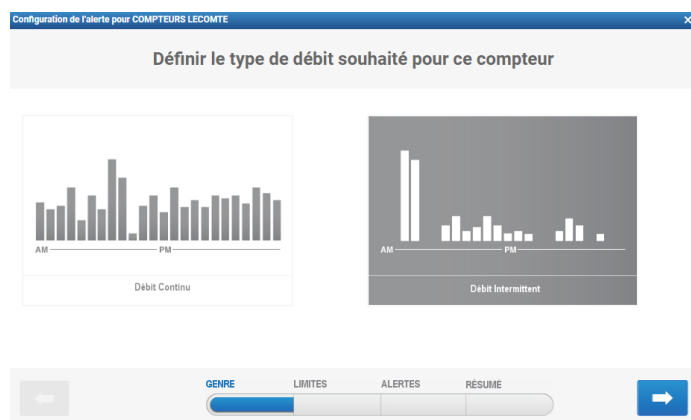 Configuration de l'alerte pour COMPTEURS LECOMTE
Définir le type de débit souhaité pour ce compteur
AM PM
Débit Continu
AM PM
Débit Intermittent
GENRE LIMITES ALERTES RÉSUMÉ